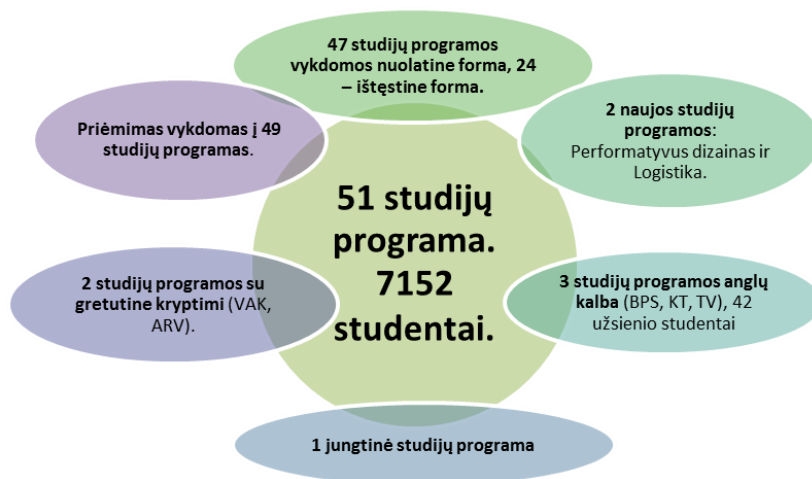 47 studijų programos
vykdomos nuolatine forma, 24
– ištęstine forma.
2 naujos studijų
programos:
Performatyvus dizainas ir
Logistika.
3 studijų programos anglų
kalba (BPS, KT, TV), 42
užsienio studentai
1 jungtinė studijų programa
2 studijų programos su
gretutine kryptimi (VAK,
ARV).
Priėmimas vykdomas į 49
studijų programas.
51 studijų
programa.
7152
studentai.